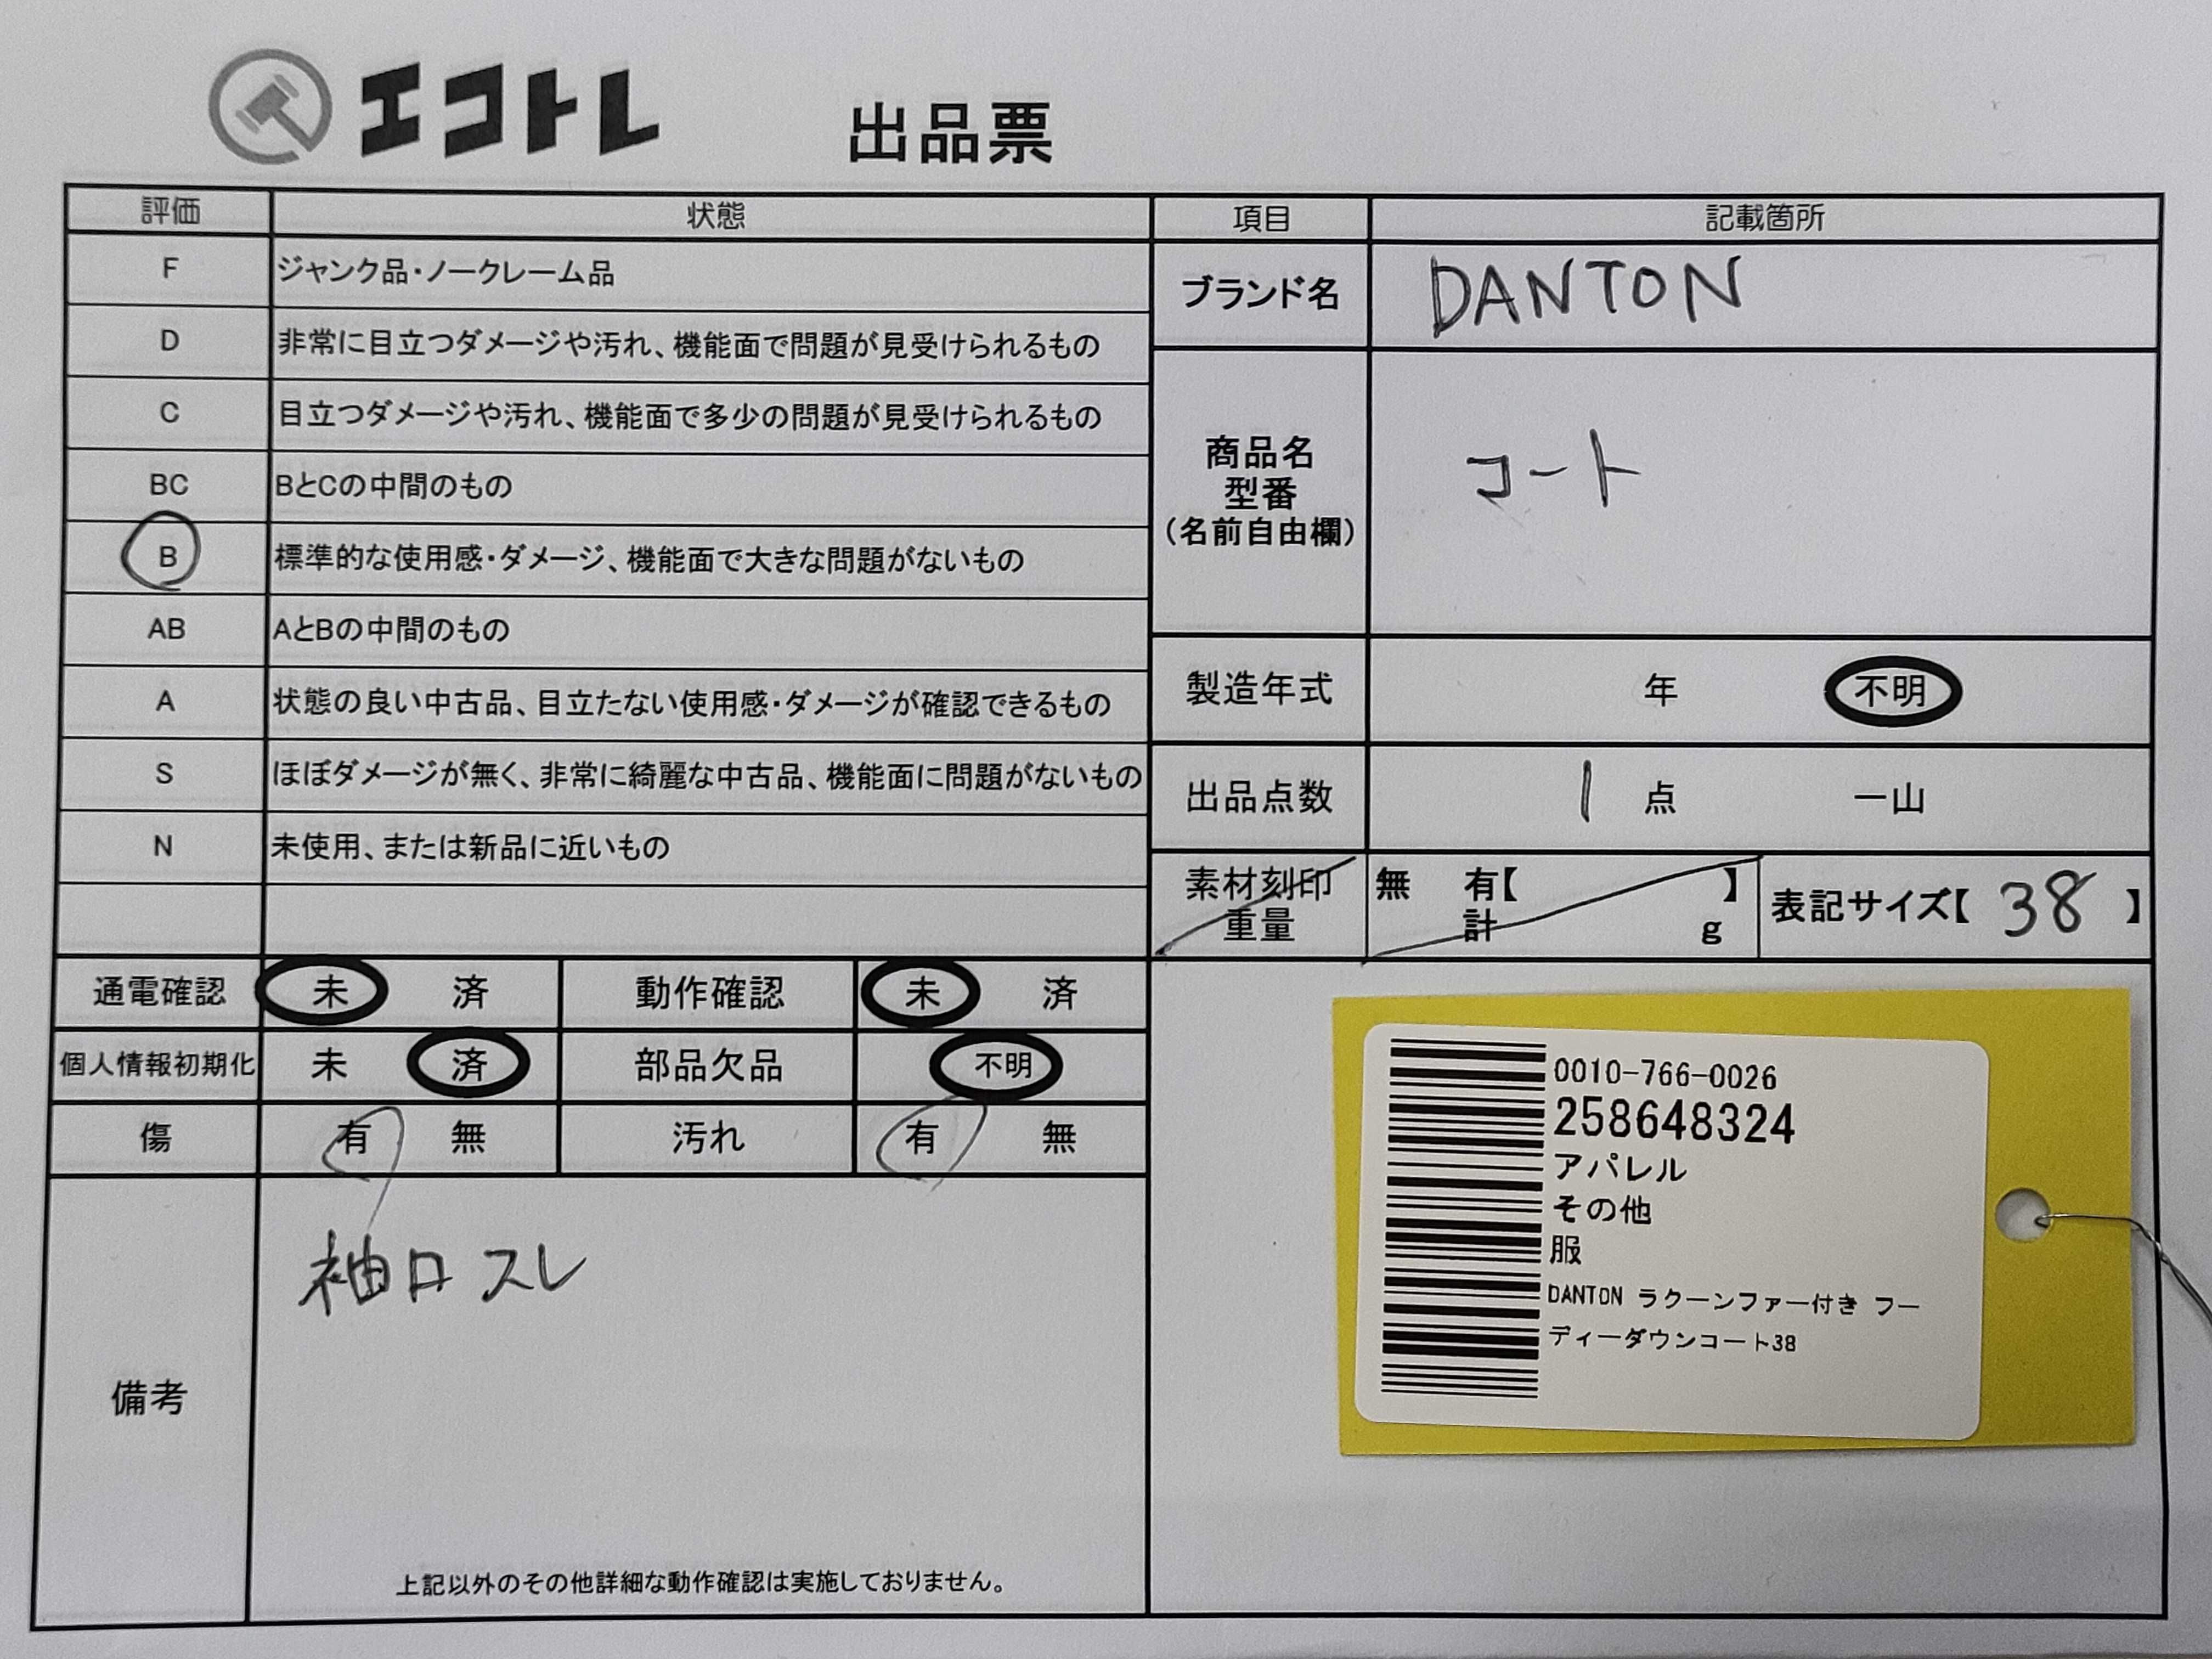 エコトレ
出品票
評価 状態
F ジャンク品・ノークレーム品
D 非常に目立つダメージや汚れ、機能面で問題が見受けられるもの
C 目立つダメージや汚れ、機能面で多少の問題が見受けられるもの
BC BとCの中間のもの
B 標準的な使用感・ダメージ、機能面で大きな問題がないもの
AB AとBの中間のもの
A 状態の良い中古品、目立たない使用感・ダメージが確認できるもの
S ほぼダメージが無く、非常に綺麗な中古品、機能面に問題がないもの
N 未使用、または新品に近いもの
項目 記載箇所
ブランド名 DANTON
商品名
型番
(名前自由欄)
コート
製造年式 年 不明
出品点数 1 点 一山
素材刻印
重量
無 有【 】
計 g
表記サイズ【 38 】
通電確認 未 済 動作確認 未 済
個人情報初期化 未 済 部品欠品 不明
傷 有 無 汚れ 有 無
備考
袖口スレ
上記以外のその他詳細な動作確認は実施しておりません。
0010-766-0026
258648324
アパレル
その他
服
DANTON ラクーンファー付き フー
ディーダウンコート38